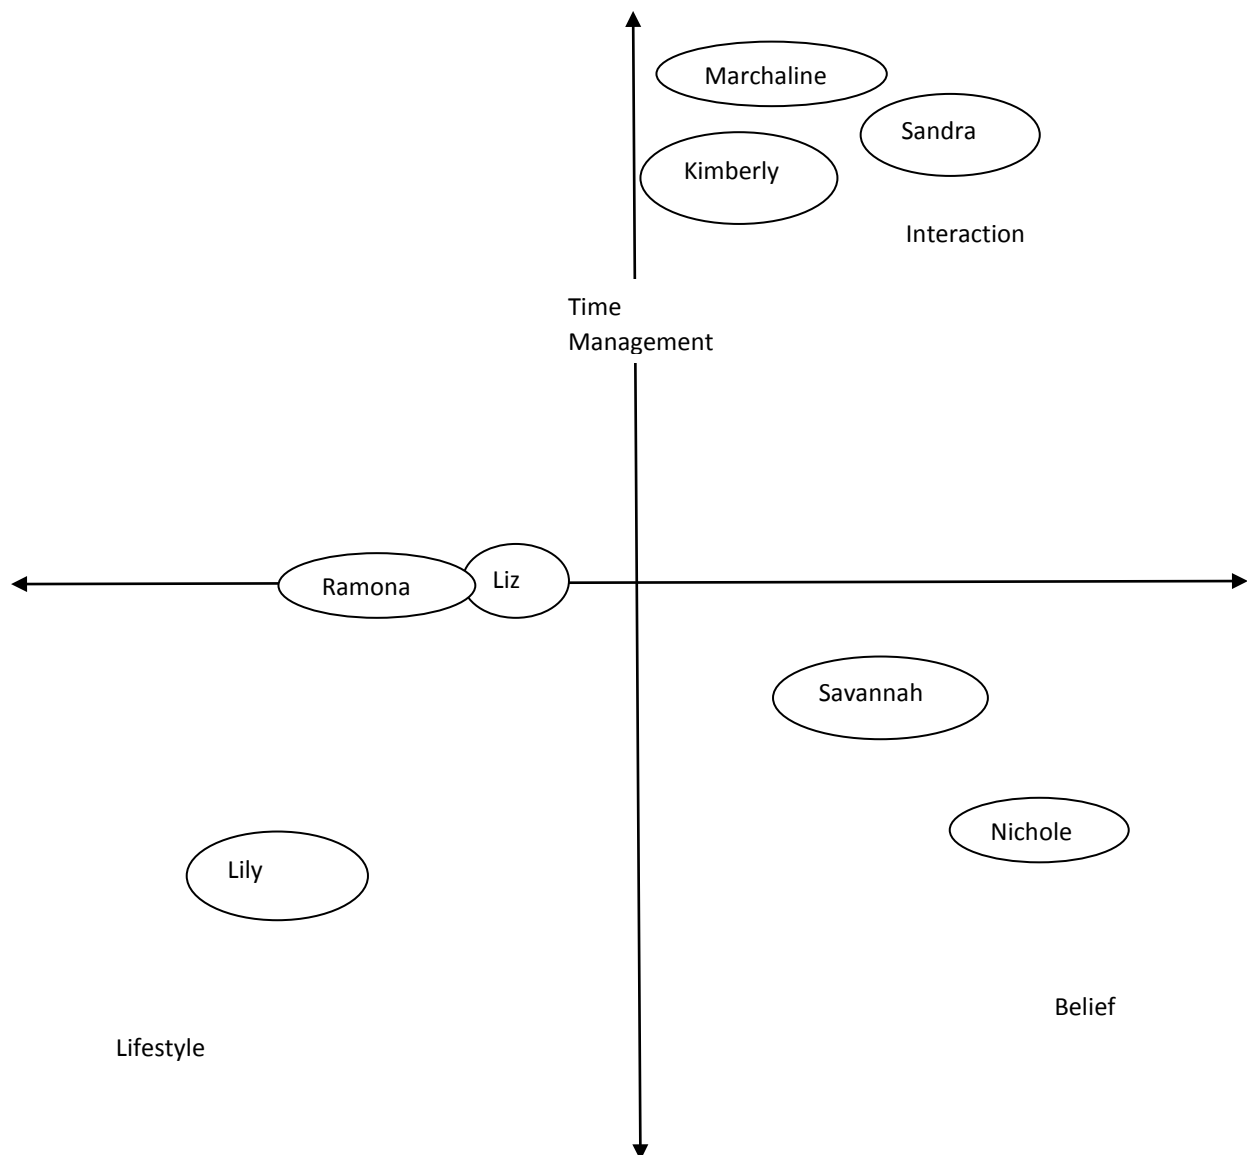 Marchaline
Sandra
Kimberly
Interaction
Time
Management
Ramona
Liz
Savannah
Nichole
Lily
Belief
Lifestyle